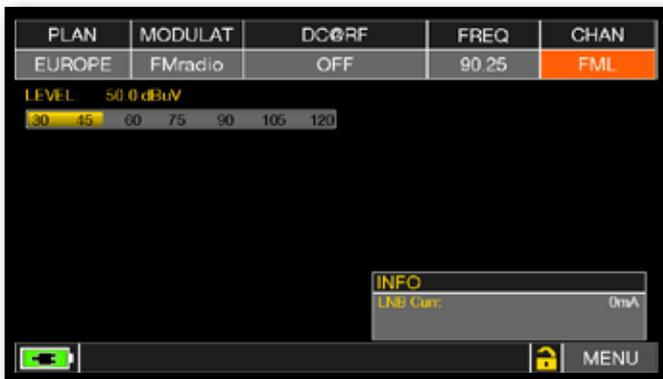 PLAN MODULAT DC@RF FREQ CHAN
EUROPE FMradio OFF 90.25 FML
LEVEL: 50.0 dBuV
30 45 60 75 90 105 120
INFO
LNB Curr: 0mA
MENU